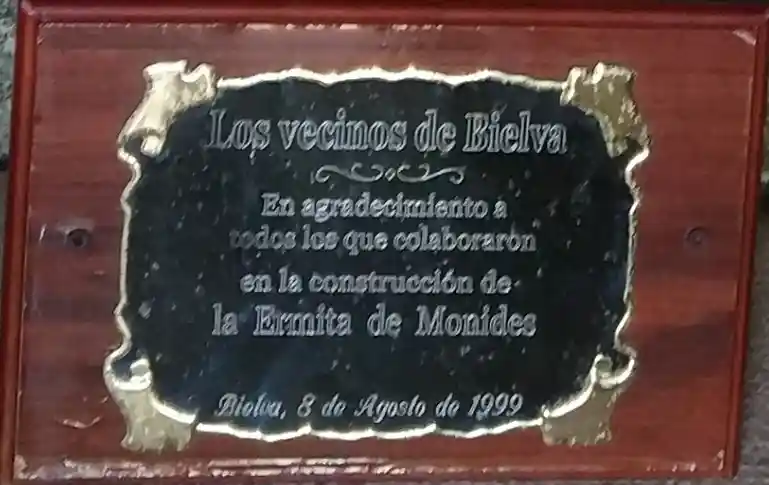 Los vecinos de Bielva
En agradecimiento a
todos los que colaboraron
en la construcción de
la Ermita de Monides
Bielva, 8 de Agosto de 1999